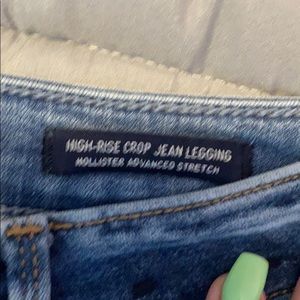 HIGH-RISE CROP JEAN LEGGING
HOLLISTER ADVANCED STRETCH